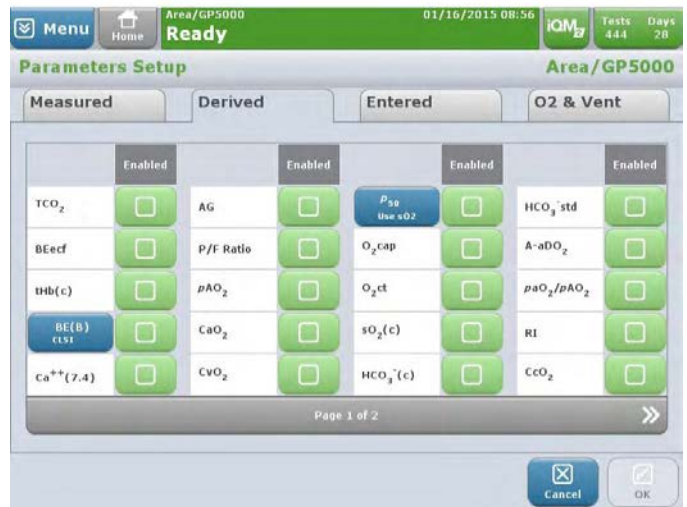 Menu
Home
Area/GP5000
01/16/2015 08:56
Ready
iQM2
Tests Days
444 28
Parameters Setup
Area/GP5000
Measured
Derived
Entered
O2 & Vent
Enabled
Enabled
Enabled
Enabled
TCO₂
AG
P₅₀
Use sO2
HCO₃⁻std
BEecf
P/F Ratio
O₂cap
A-aDO₂
tHb(c)
pAO₂
O₂ct
paO₂/pAO₂
BE(B)
CLSI
CaO₂
sO₂(c)
RI
Ca⁺⁺(7.4)
CvO₂
HCO₃⁻(c)
CcO₂
Page 1 of 2
Cancel
OK